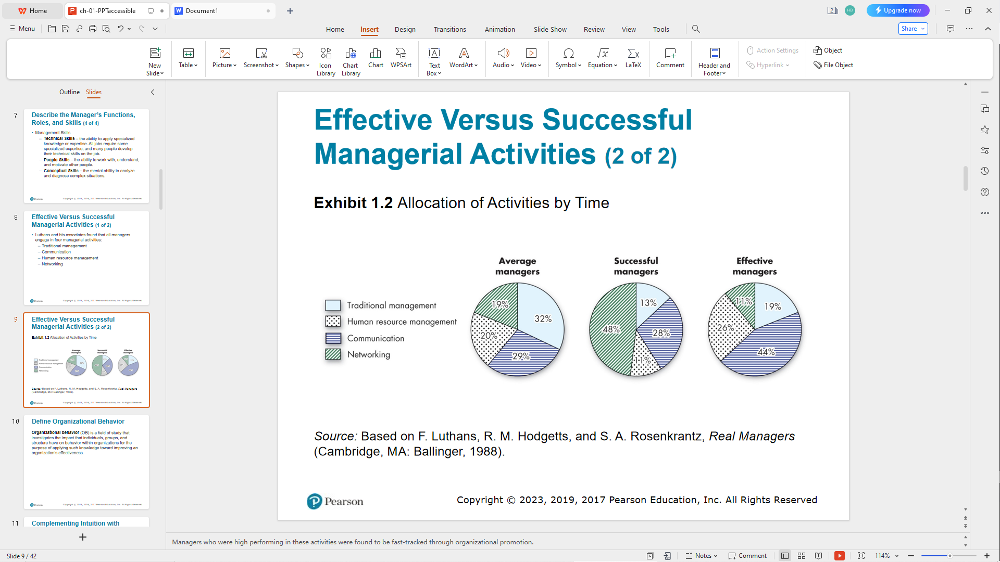 Home
ch-01-PPTaccessible
Document1
2
HB
Upgrade now
Menu
Home
Insert
Design
Transitions
Animation
Slide Show
Review
View
Tools
Share
New
Slide
Table
Picture
Screenshot
Shapes
Icon
Library
Chart
Library
Chart
WPSArt
Text
Box
WordArt
Audio
Video
Symbol
Equation
LaTeX
Comment
Header and
Footer
Action Settings
Hyperlink
Object
File Object
Outline
Slides
7
Describe the Manager's Functions,
Roles, and Skills (4 of 4)
• Management Skills
– Technical Skills – the ability to apply specialized
knowledge or expertise. All jobs require some
specialized expertise, and many people develop
their technical skills on the job.
– People Skills – the ability to work with, understand,
and motivate other people.
– Conceptual Skills – the mental ability to analyze
and diagnose complex situations.
Pearson
Copyright © 2023, 2019, 2017 Pearson Education, Inc. All Rights Reserved
8
Effective Versus Successful
Managerial Activities (1 of 2)
• Luthans and his associates found that all managers
engage in four managerial activities:
– Traditional management
– Communication
– Human resource management
– Networking
Pearson
Copyright © 2023, 2019, 2017 Pearson Education, Inc. All Rights Reserved
9
Effective Versus Successful
Managerial Activities (2 of 2)
Exhibit 1.2 Allocation of Activities by Time
Average
managers
Successful
managers
Effective
managers
Traditional management
Human resource management
Communication
Networking
Source: Based on F. Luthans, R. M. Hodgetts, and S. A. Rosenkrantz, Real Managers
(Cambridge, MA: Ballinger, 1988).
Pearson
Copyright © 2023, 2019, 2017 Pearson Education, Inc. All Rights Reserved
10
Define Organizational Behavior
Organizational behavior (OB) is a field of study that
investigates the impact that individuals, groups, and
structure have on behavior within organizations for the
purpose of applying such knowledge toward improving an
organization's effectiveness.
Pearson
Copyright © 2023, 2019, 2017 Pearson Education, Inc. All Rights Reserved
11
Complementing Intuition with
Effective Versus Successful
Managerial Activities (2 of 2)
Exhibit 1.2 Allocation of Activities by Time
Average
managers
Successful
managers
Effective
managers
Traditional management
Human resource management
Communication
Networking
19%
32%
20%
29%
13%
48%
28%
11%
11%
19%
26%
44%
Source: Based on F. Luthans, R. M. Hodgetts, and S. A. Rosenkrantz, Real Managers
(Cambridge, MA: Ballinger, 1988).
Pearson
Copyright © 2023, 2019, 2017 Pearson Education, Inc. All Rights Reserved
Managers who were high performing in these activities were found to be fast-tracked through organizational promotion.
Slide 9 / 42
Notes
Comment
114%